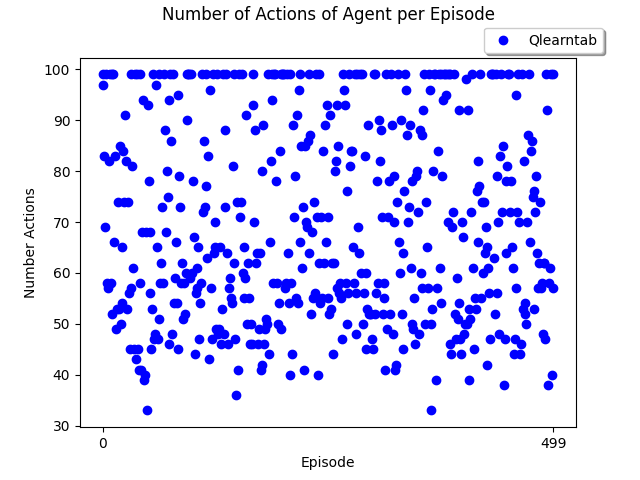 Number of Actions of Agent per Episode
Qlearntab
100
90
80
70
60
50
40
30
Number Actions
0
499
Episode